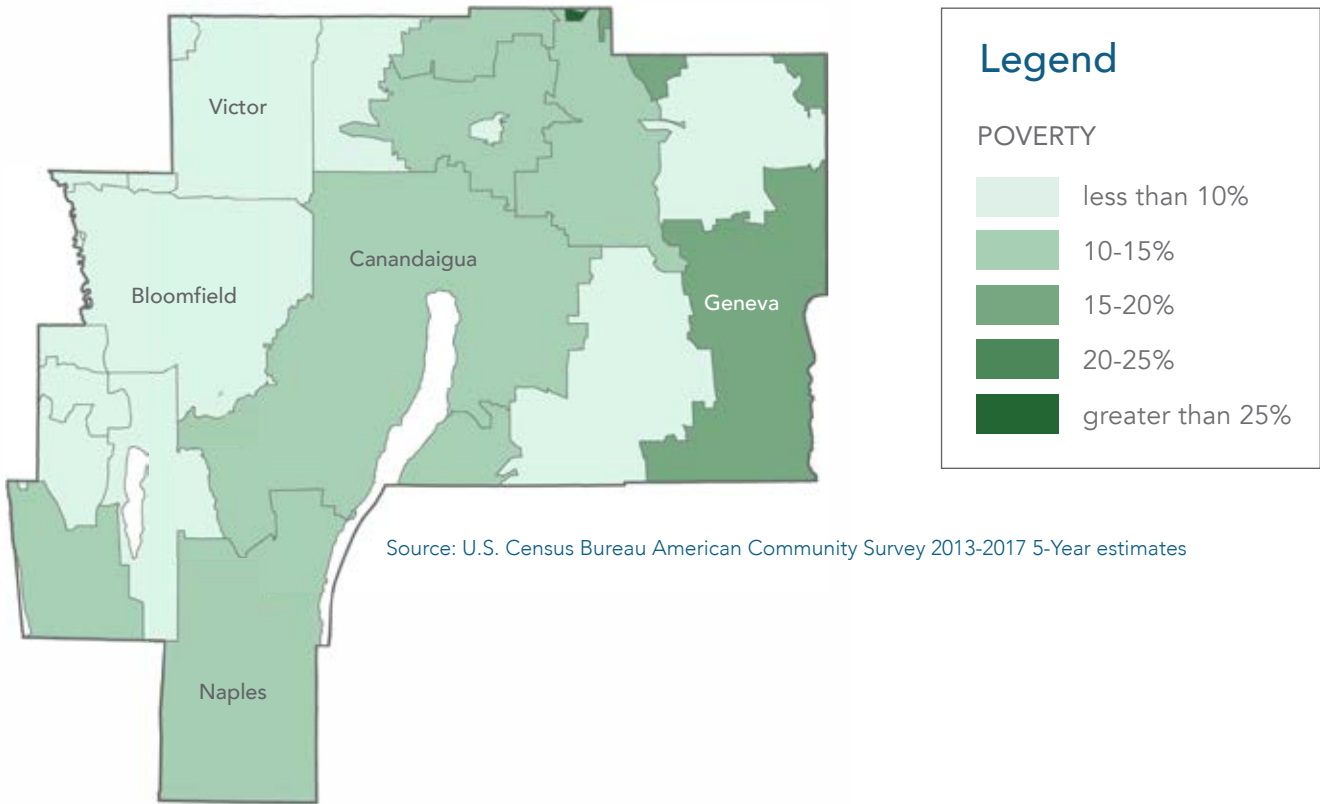 Victor
Canandaigua
Bloomfield
Geneva
Naples
Legend
POVERTY
less than 10%
10-15%
15-20%
20-25%
greater than 25%
Source: U.S. Census Bureau American Community Survey 2013-2017 5-Year estimates